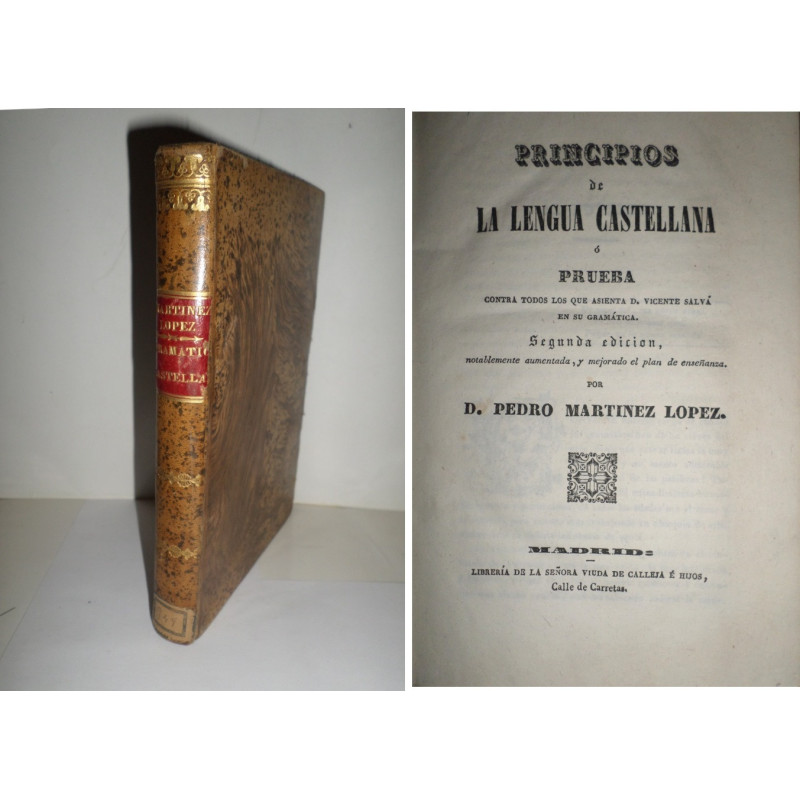 MARTINEZ
LOPEZ
GRAMATIC
CASTELLA
PRINCIPIOS
de
LA LENGUA CASTELLANA
ó
PRUEBA
CONTRA TODOS LOS QUE ASIENTA D. VICENTE SALVÁ
EN SU GRAMÁTICA.
Segunda edicion,
notablemente aumentada, y mejorado el plan de enseñanza.
POR
D. PEDRO MARTINEZ LOPEZ.
MADRID:
LIBRERÍA DE LA SEÑORA VIUDA DE CALLEJA É HIJOS,
Calle de Carretas.